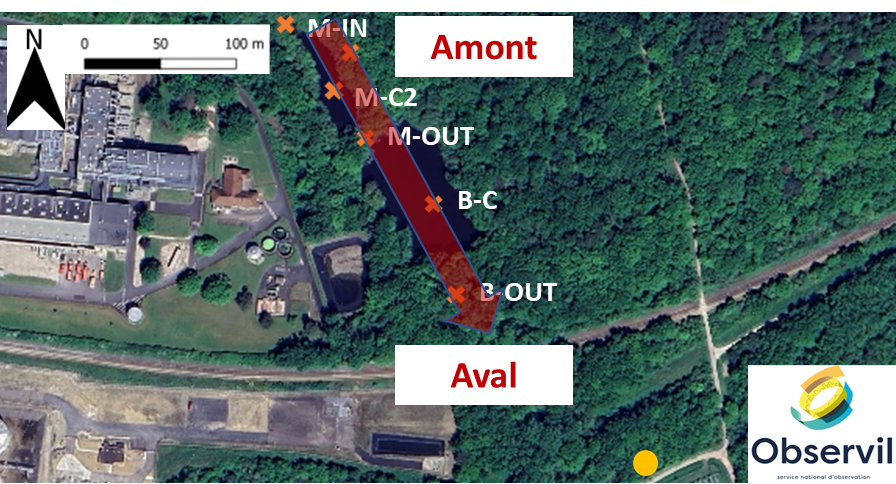 M-IN
N
0 50 100 m
Amont
M-C2
M-OUT
B-C
B-OUT
Aval
Observil
service national d'observation